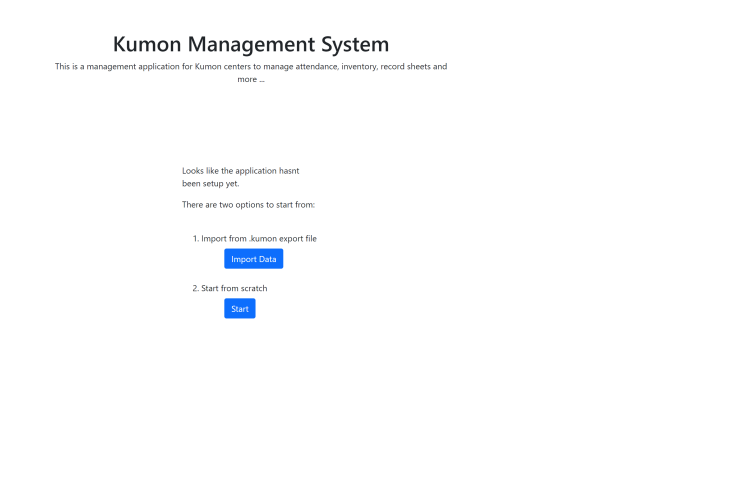 Kumon Management System
This is a management application for Kumon centers to manage attendance, inventory, record sheets and
more ...
Looks like the application hasnt
been setup yet.
There are two options to start from:
1. Import from .kumon export file
Import Data
2. Start from scratch
Start